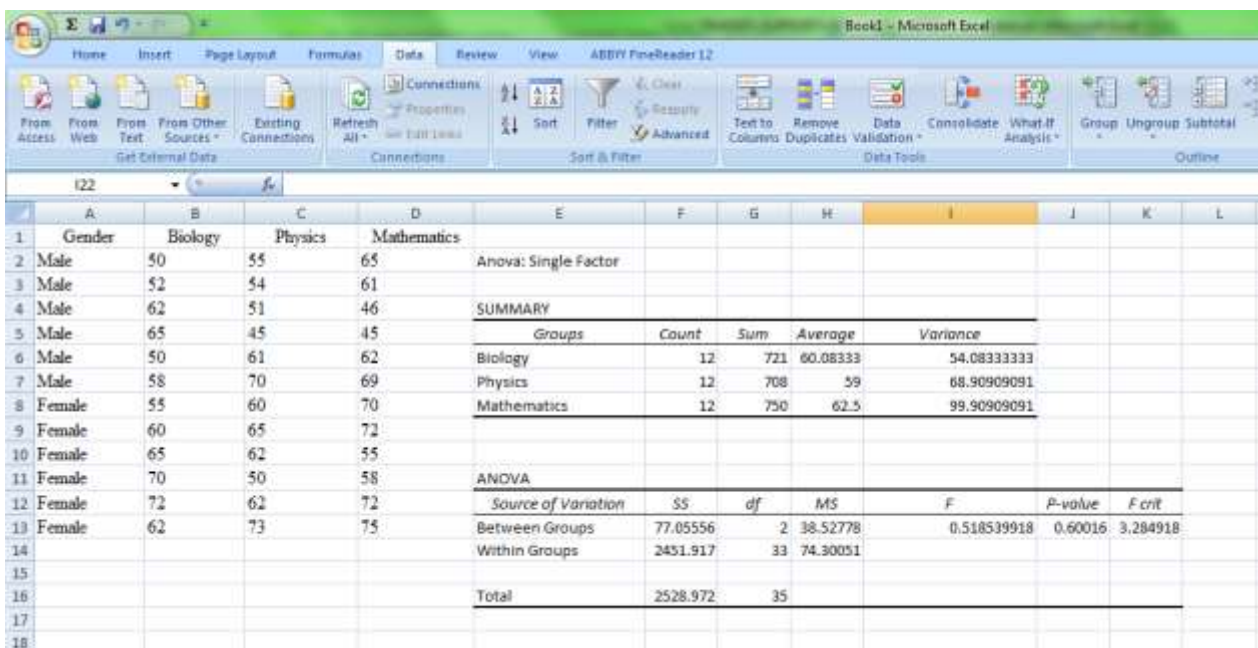 Book1 - Microsoft Excel
Home Insert Page Layout Formulas Data Review View ABBYY FineReader 12
From Access From Web From Text From Other Sources Existing Connections Refresh All Connections Properties Edit Links Sort Filter Clear Reapply Advanced Text to Columns Remove Duplicates Data Validation Consolidate What-If Analysis Group Ungroup Subtotal
Get External Data Connections Sort & Filter Data Tools Outline
I22 fx
A B C D E F G H I J K L
1 Gender Biology Physics Mathematics
2 Male 50 55 65 Anova: Single Factor
3 Male 52 54 61
4 Male 62 51 46 SUMMARY
5 Male 65 45 45 Groups Count Sum Average Variance
6 Male 50 61 62 Biology 12 721 60.08333 54.08333333
7 Male 58 70 69 Physics 12 708 59 68.90909091
8 Female 55 60 70 Mathematics 12 750 62.5 99.90909091
9 Female 60 65 72
10 Female 65 62 55
11 Female 70 50 58 ANOVA
12 Female 72 62 72 Source of Variation SS df MS F P-value F crit
13 Female 62 73 75 Between Groups 77.05556 2 38.52778 0.518539918 0.60016 3.284918
14 Within Groups 2451.917 33 74.30051
15
16 Total 2528.972 35
17
18